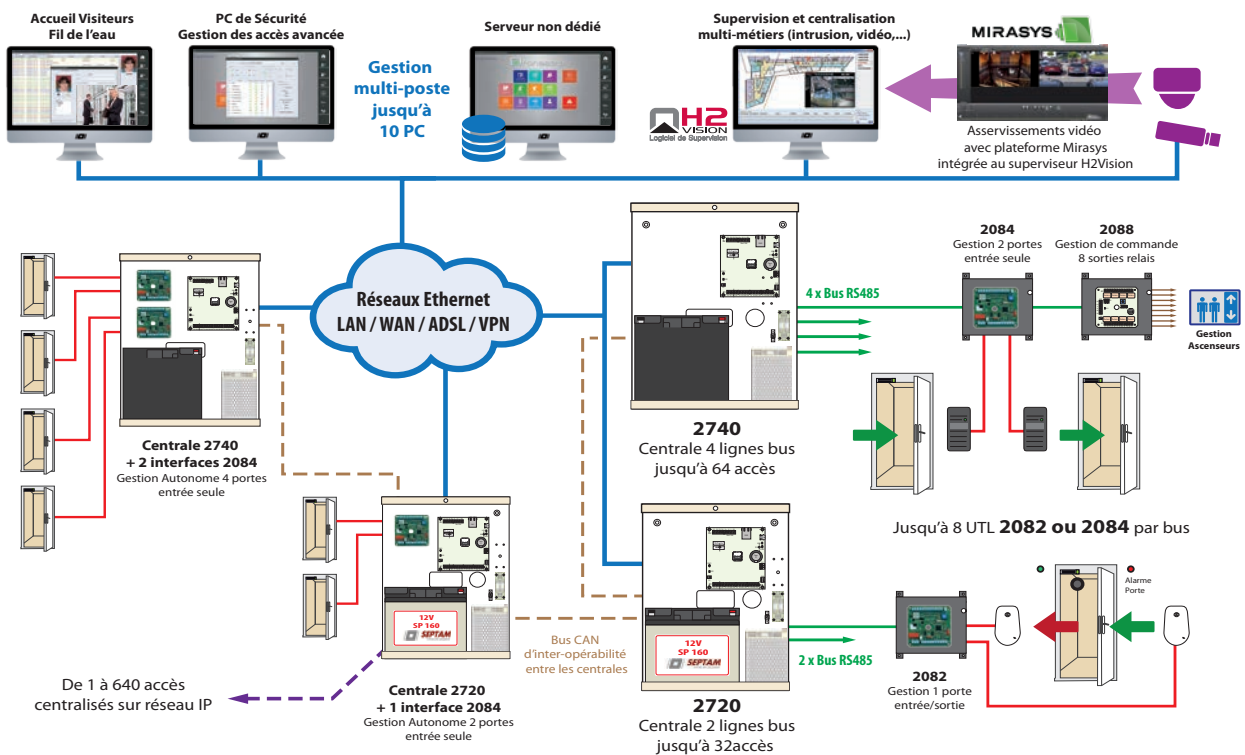 Accueil Visiteurs
Fil de l'eau
PC de Sécurité
Gestion des accès avancée
Gestion
multi-poste
jusqu'à
10 PC
Serveur non dédié
Supervision et centralisation
multi-métiers (intrusion, vidéo,...)
H2
VISION
Logiciel de Supervision
MIRASYS
Asservissements vidéo
avec plateforme Mirasys
intégrée au superviseur H2Vision
Réseaux Ethernet
LAN / WAN / ADSL / VPN
Centrale 2740
+ 2 interfaces 2084
Gestion Autonome 4 portes
entrée seule
2740
Centrale 4 lignes bus
jusqu'à 64 accès
4 x Bus RS485
2084
Gestion 2 portes
entrée seule
2088
Gestion de commande
8 sorties relais
Gestion
Ascenseurs
Jusqu'à 8 UTL 2082 ou 2084 par bus
12V
SP 160
SEPTAM
Centrale 2720
+ 1 interface 2084
Gestion Autonome 2 portes
entrée seule
De 1 à 640 accès
centralisés sur réseau IP
Bus CAN
d'inter-opérabilité
entre les centrales
12V
SP 160
SEPTAM
2720
Centrale 2 lignes bus
jusqu'à 32accès
2 x Bus RS485
2082
Gestion 1 porte
entrée/sortie
Alarme
Porte